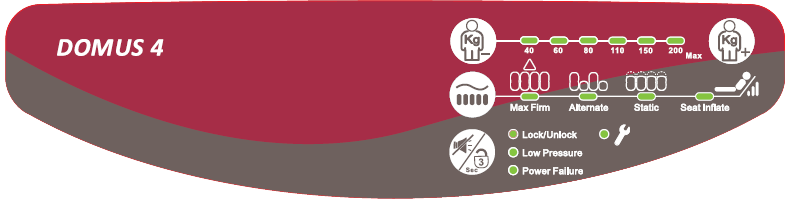 DOMUS 4
Kg
Kg
40 60 80 110 150 200
Max
Max Firm Alternate Static Seat Inflate
Lock/Unlock
Low Pressure
Power Failure
3
Sec